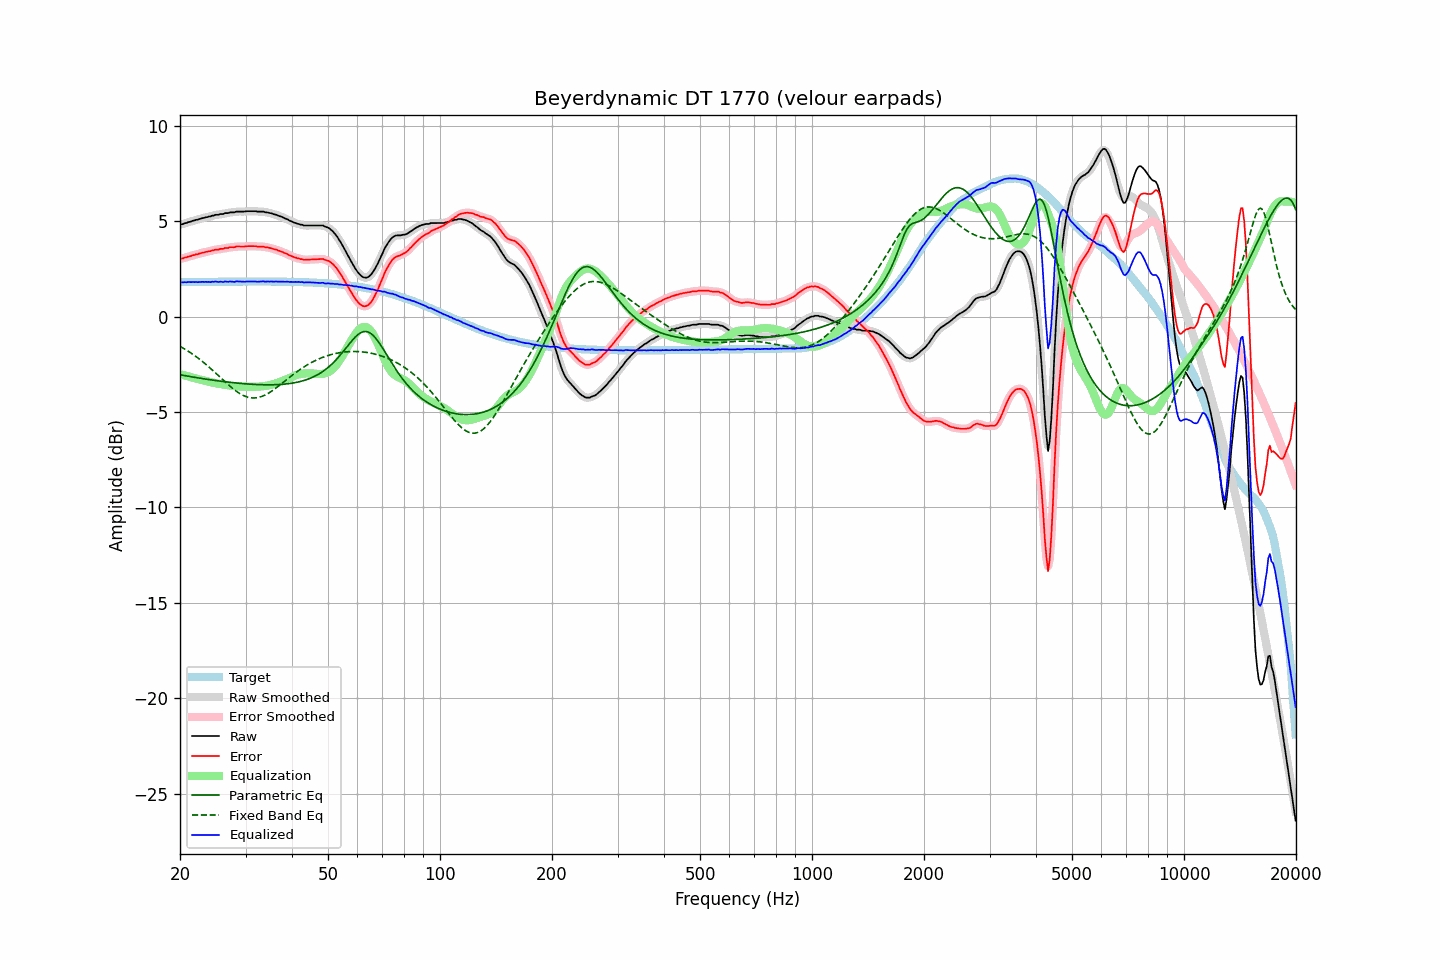 Beyerdynamic DT 1770 (velour earpads)
10
5
0
−5
−10
−15
−20
−25
Amplitude (dBr)
Target
Raw Smoothed
Error Smoothed
Raw
Error
Equalization
Parametric Eq
Fixed Band Eq
Equalized
20 50 100 200 500 1000 2000 5000 10000 20000
Frequency (Hz)